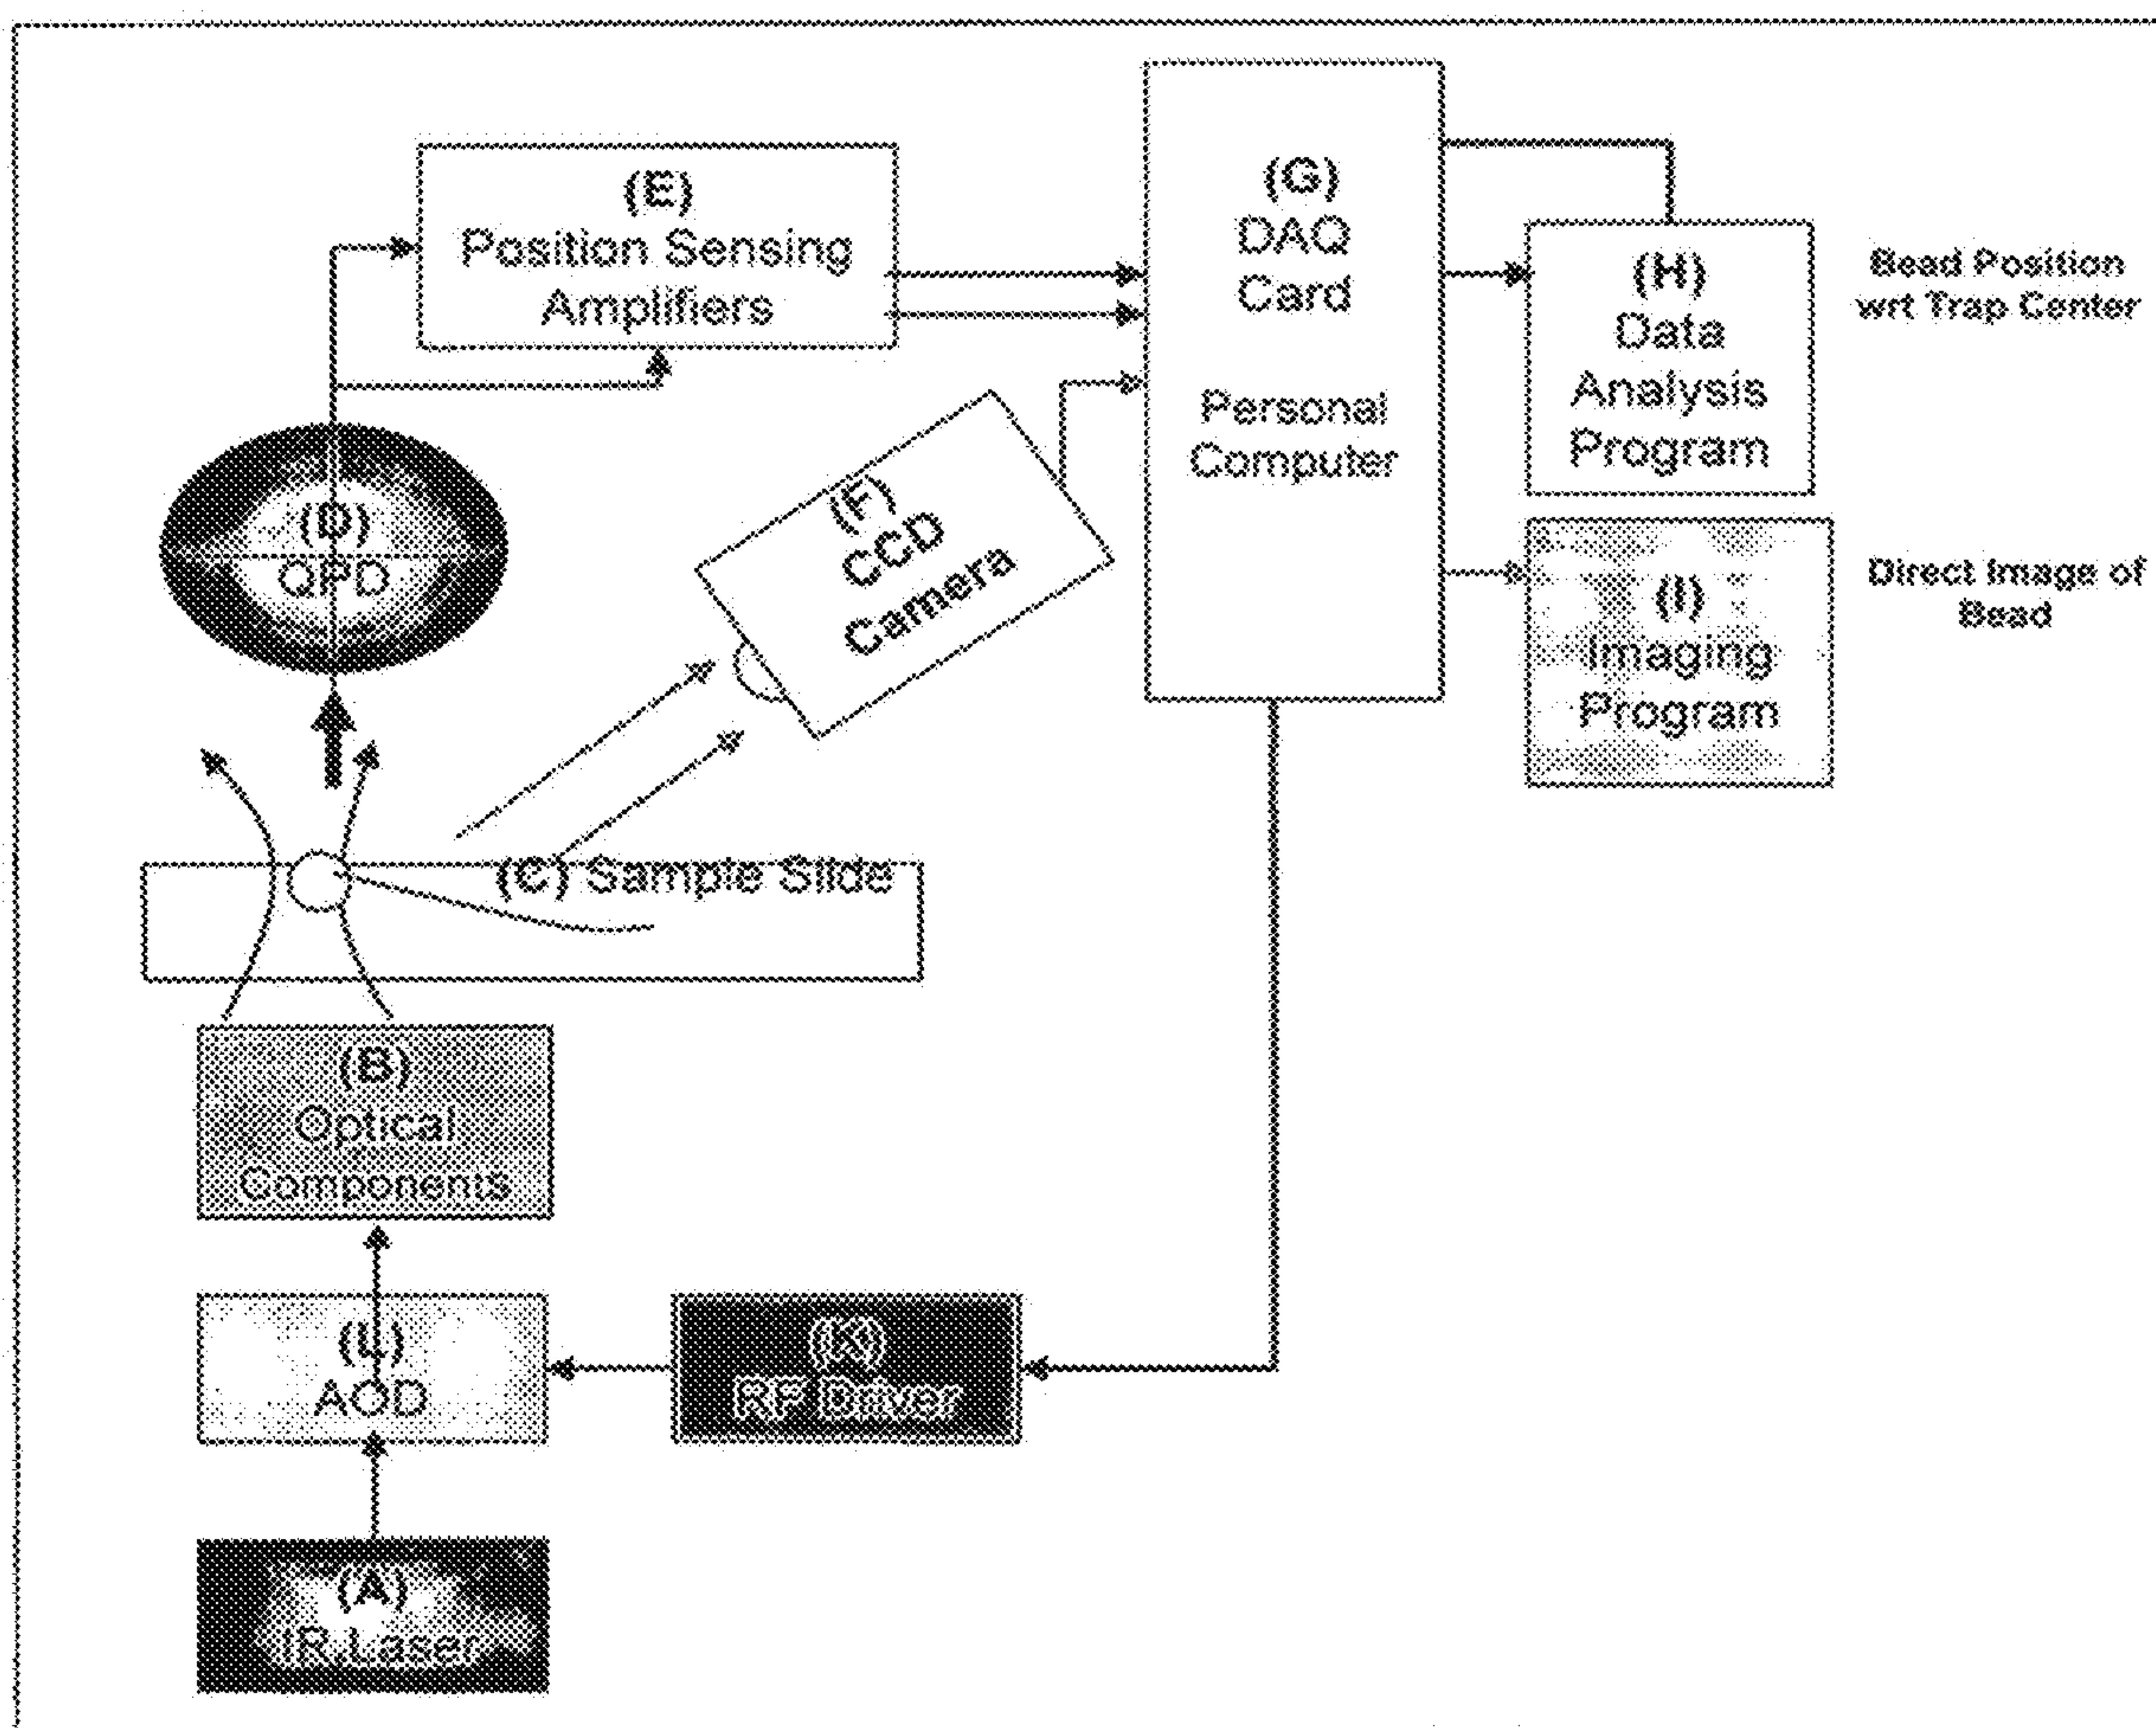 (E)
Position Sensing
Amplifiers
(G)
DAQ
Card
Personal
Computer
(H)
Data
Analysis
Program
Bead Position
wrt Trap Center
(D)
QPD
(F)
CCD
Camera
(I)
Imaging
Program
Direct Image of
Bead
(C) Sample Slide
(B)
Optical
Components
(L)
AOD
(K)
RF Driver
(A)
IR Laser